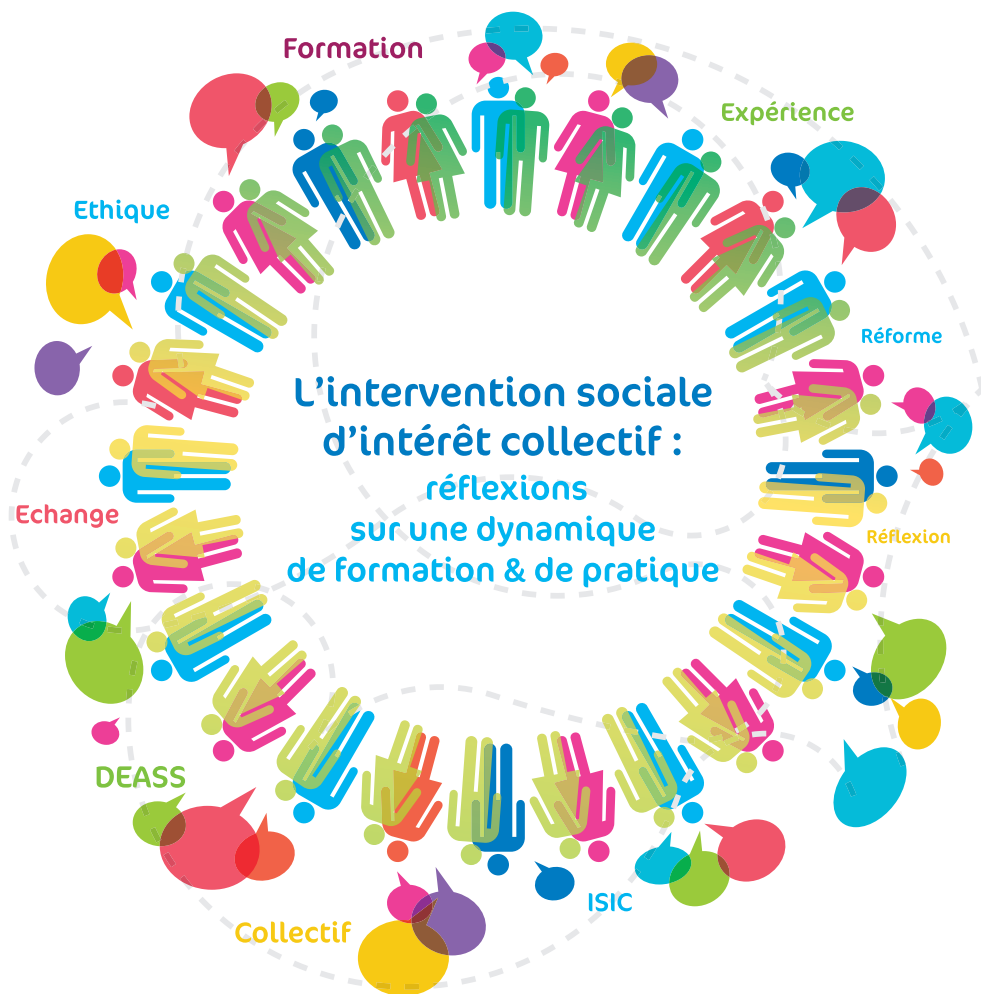 Formation
Expérience
Ethique
Réforme
L'intervention sociale
d'intérêt collectif :
réflexions
sur une dynamique
de formation & de pratique
Echange
Réflexion
DEASS
ISIC
Collectif